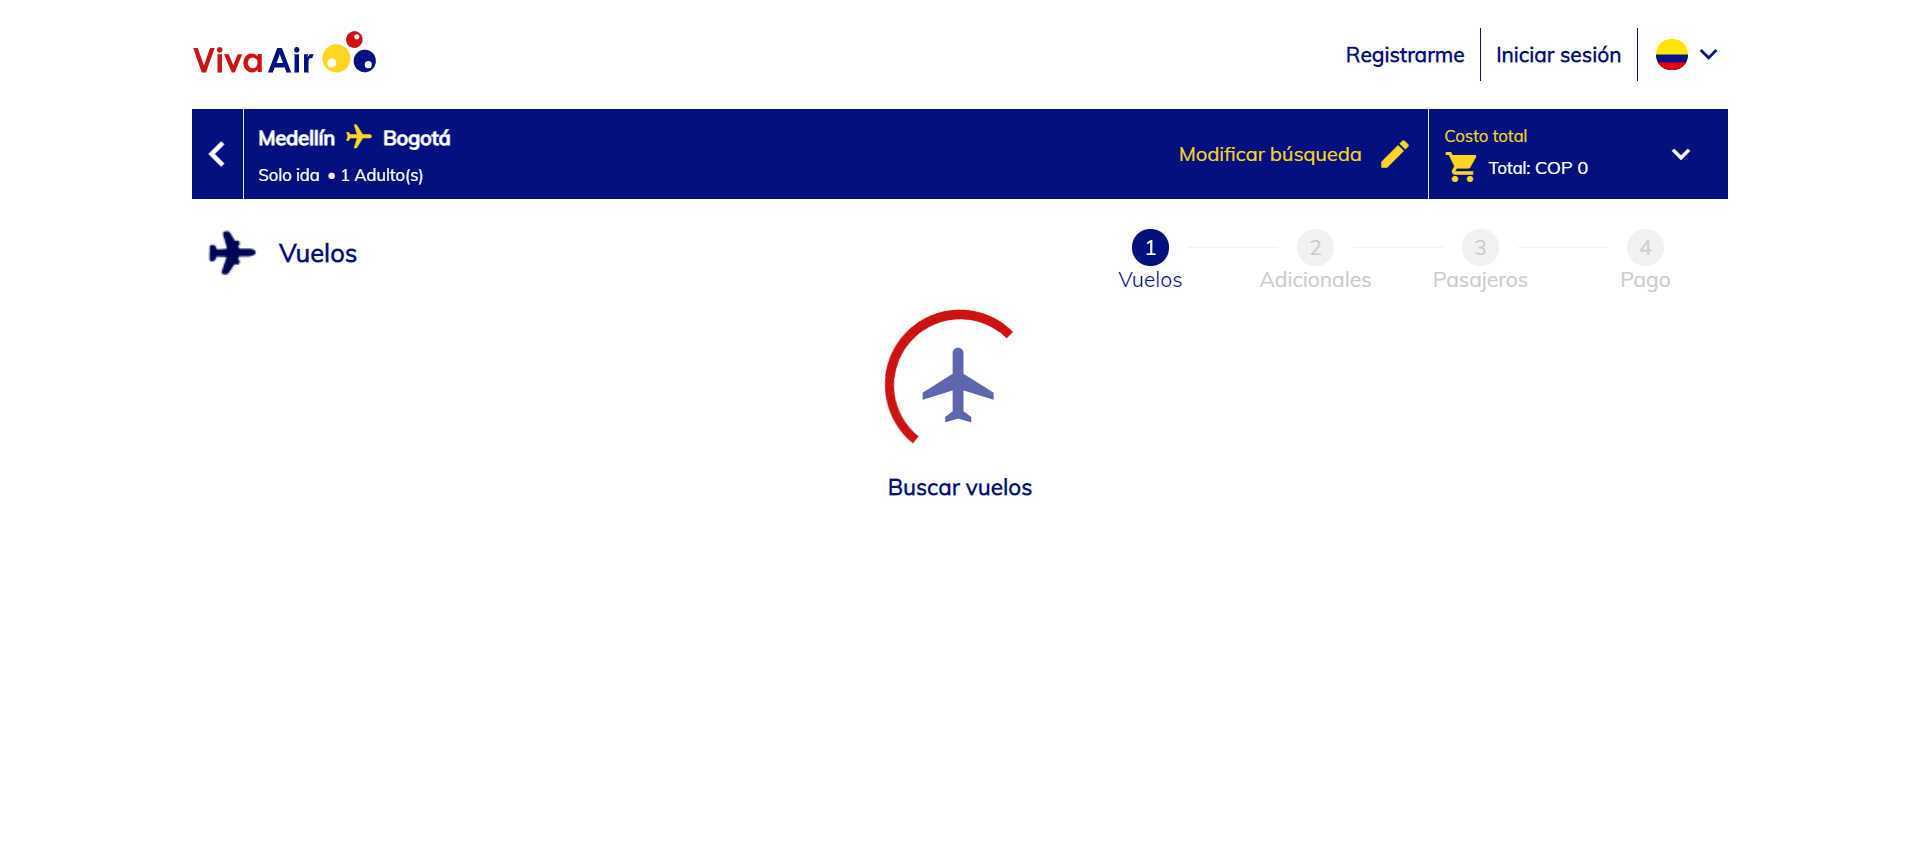 Viva Air
Registrarme
Iniciar sesión
Medellín Bogotá
Solo ida • 1 Adulto(s)
Modificar búsqueda
Costo total
Total: COP 0
Vuelos
1
Vuelos
2
Adicionales
3
Pasajeros
4
Pago
Buscar vuelos